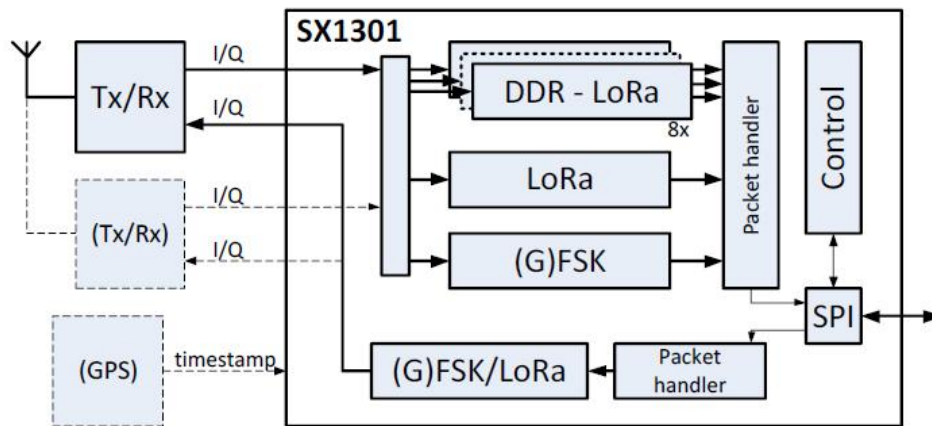 SX1301
I/Q
Tx/Rx
I/Q
DDR - LoRa
8x
Packet handler
Control
LoRa
I/Q
(Tx/Rx)
I/Q
(G)FSK
SPI
(GPS)
timestamp
(G)FSK/LoRa
Packet
handler